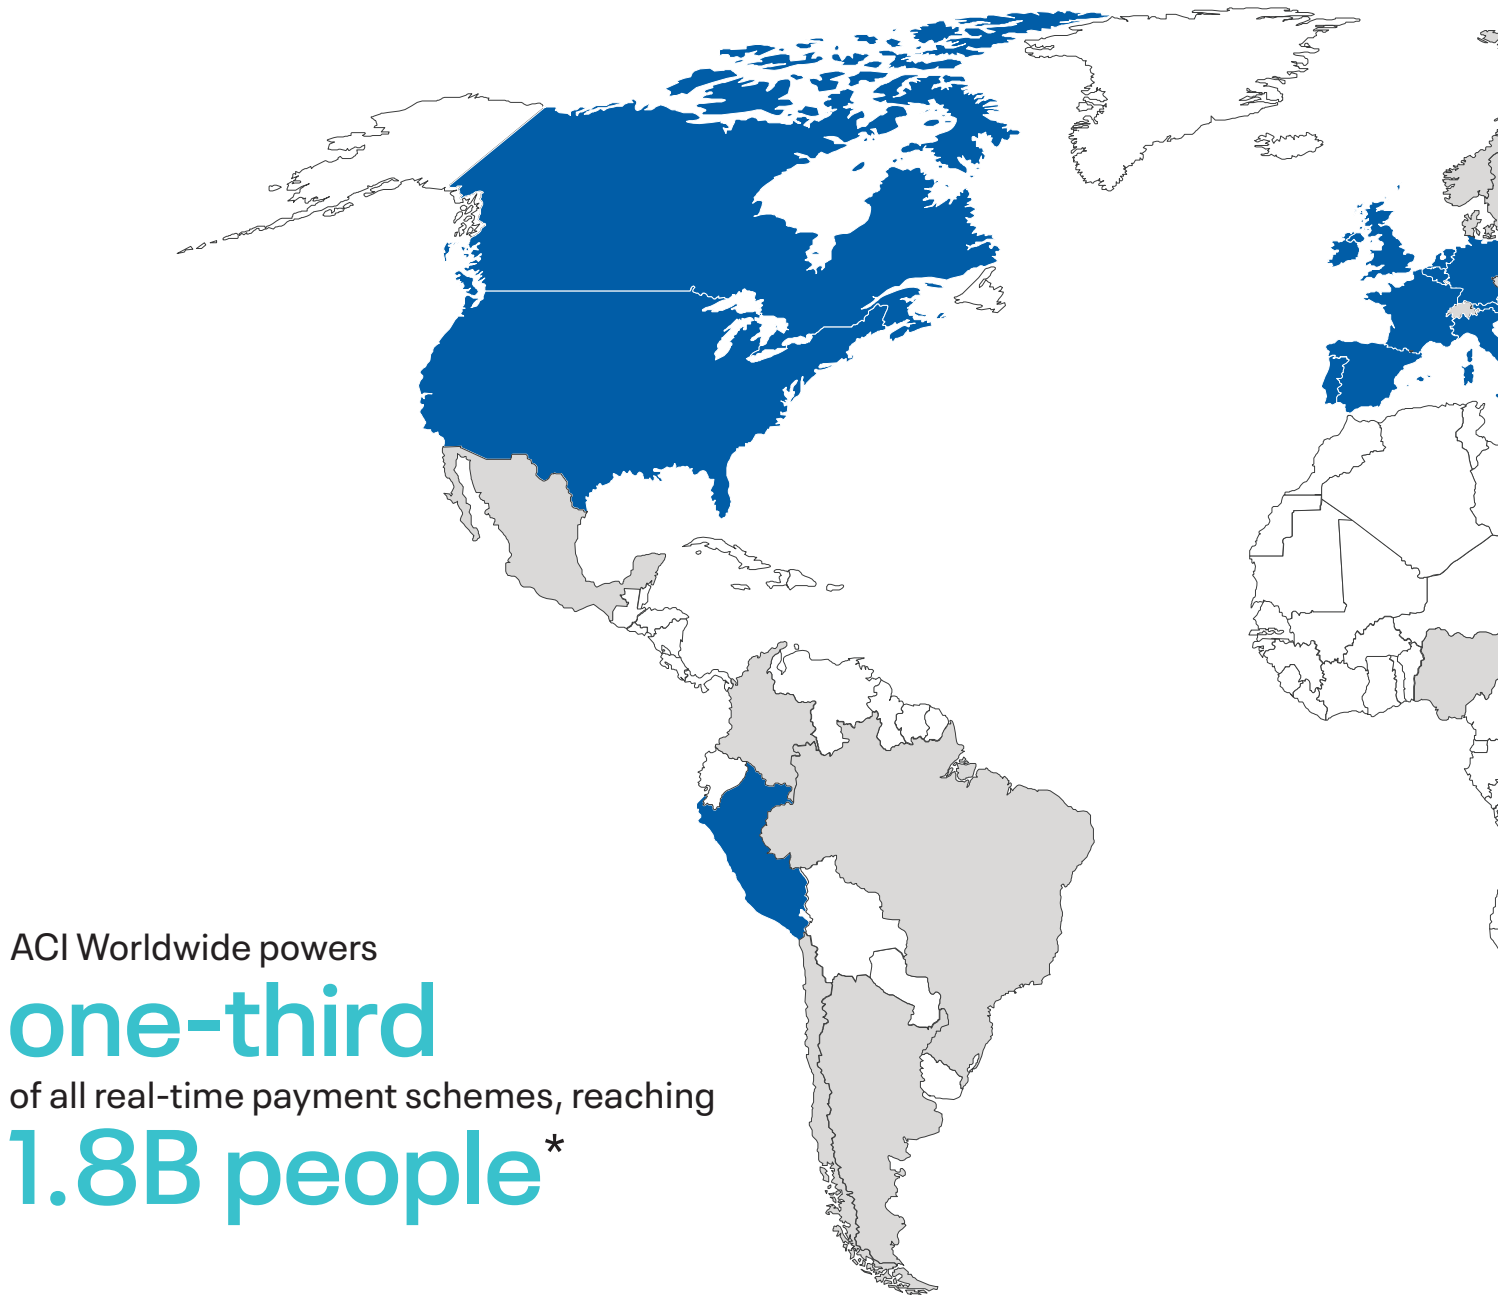 ACI Worldwide powers
one-third
of all real-time payment schemes, reaching
1.8B people*